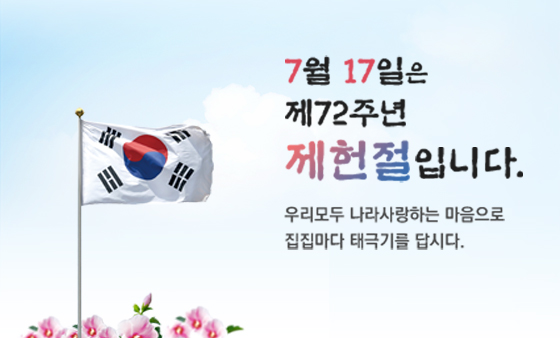 7월 17일은
제72주년
제헌절입니다.
우리모두 나라사랑하는 마음으로
집집마다 태극기를 답시다.